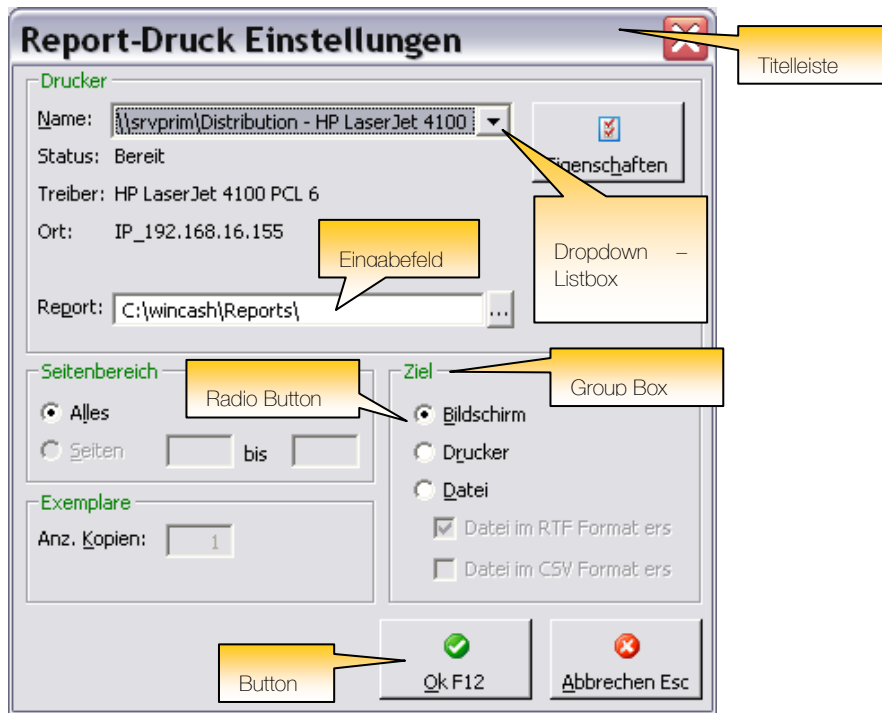 Report-Druck Einstellungen
Titelleiste
Drucker
Name: \\srvprim\Distribution - HP LaserJet 4100
Eigenschaften
Status: Bereit
Treiber: HP LaserJet 4100 PCL 6
Ort: IP_192.168.16.155
Eingabefeld
Dropdown –
Listbox
Report: C:\wincash\Reports\ ...
Seitenbereich
Radio Button
Ziel
Group Box
Alles
Seiten bis
Bildschirm
Drucker
Datei
Datei im RTF Format ers
Datei im CSV Format ers
Exemplare
Anz. Kopien: 1
Button
Ok F12
Abbrechen Esc